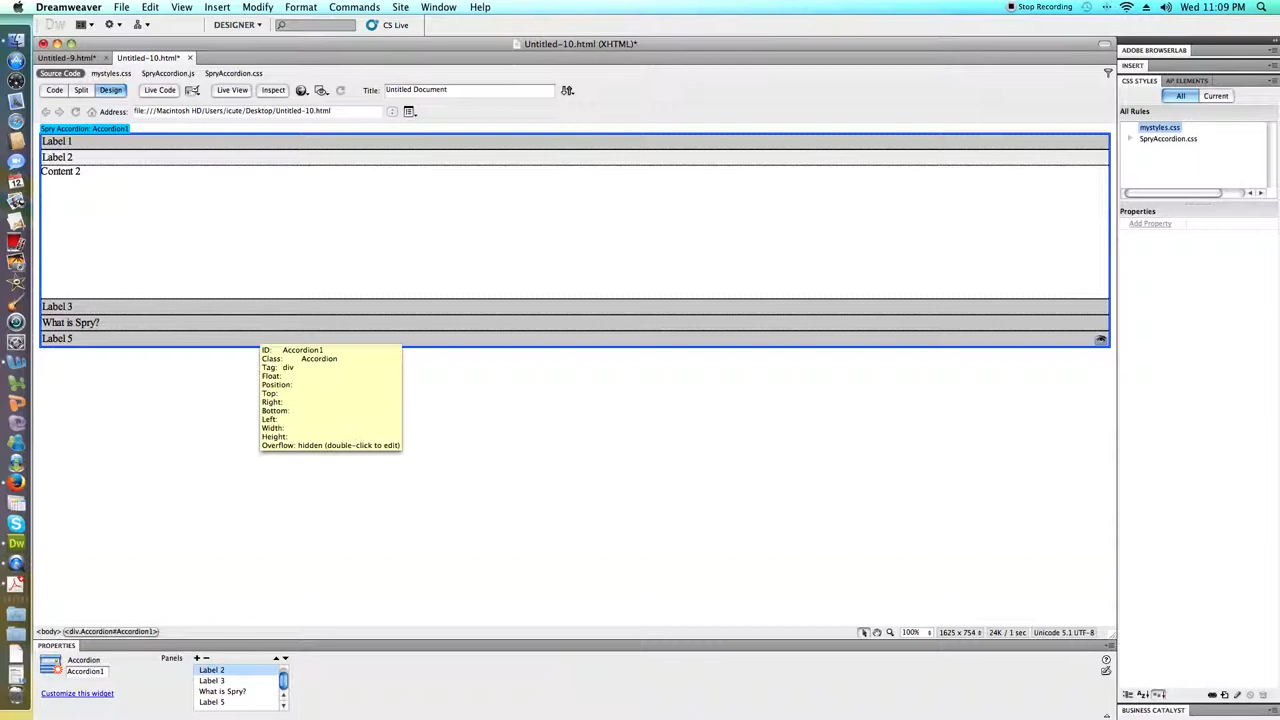 Dreamweaver File Edit View Insert Modify Format Commands Site Window Help Stop Recording Wed 11:09 PM
Dw DESIGNER CS Live
Untitled-10.html (XHTML)*
ADOBE BROWSERLAB
Untitled-9.html* Untitled-10.html*
INSERT
Source Code mystyles.css SpryAccordion.js SpryAccordion.css
CSS STYLES AP ELEMENTS
Code Split Design Live Code Live View Inspect Title: Untitled Document
All Current
Address: file:///Macintosh HD/Users/icute/Desktop/Untitled-10.html
All Rules
mystyles.css
SpryAccordion.css
Spry Accordion: Accordion1
Label 1
Label 2
Content 2
Properties
Add Property
Label 3
What is Spry?
Label 5
ID: Accordion1
Class: Accordion
Tag: div
Float:
Position:
Top:
Right:
Bottom:
Left:
Width:
Height:
Overflow: hidden (double-click to edit)
<body> <div.Accordion#Accordion1> 100% 1625 x 754 24K / 1 sec Unicode 5.1 UTF-8
PROPERTIES
Accordion Panels
Accordion1
Customize this widget
Label 2
Label 3
What is Spry?
Label 5
BUSINESS CATALYST